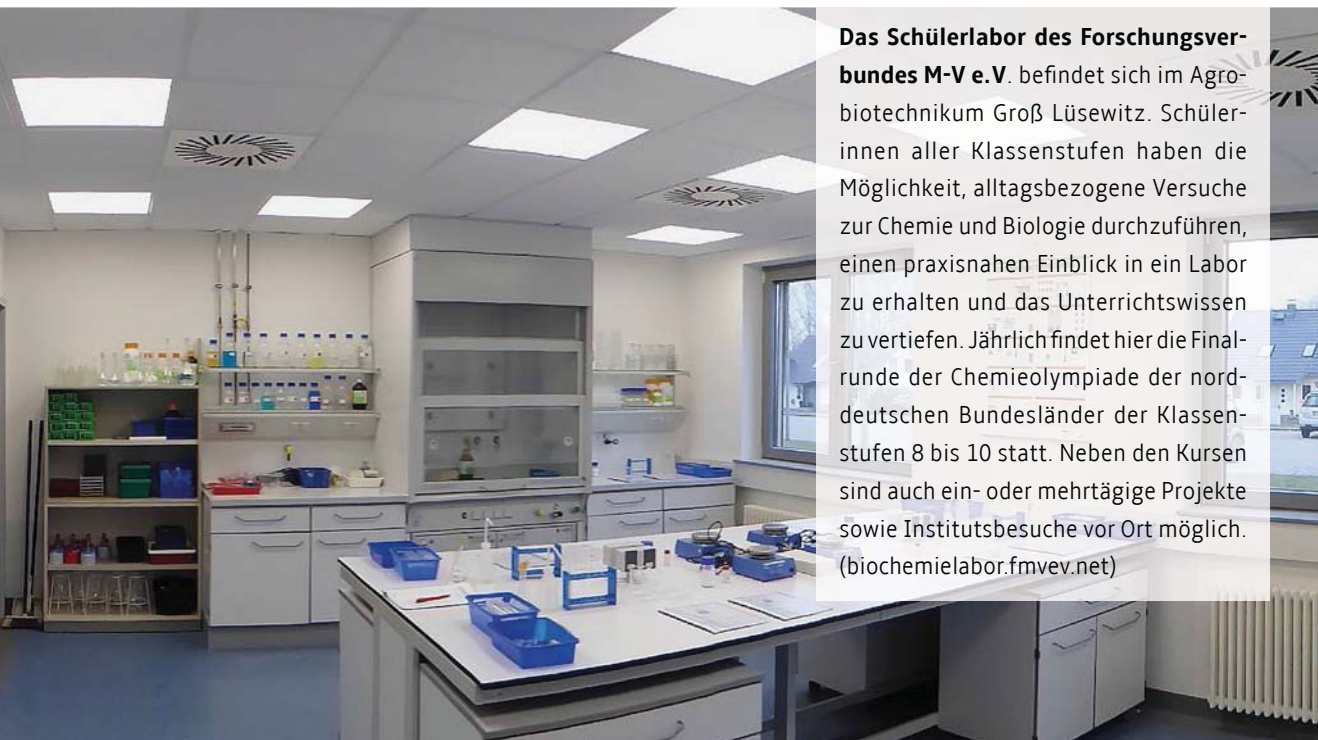 Das Schülerlabor des Forschungsver-
bundes M-V e.V. befindet sich im Agro-
biotechnikum Groß Lüsewitz. Schüler-
innen aller Klassenstufen haben die
Möglichkeit, alltagsbezogene Versuche
zur Chemie und Biologie durchzuführen,
einen praxisnahen Einblick in ein Labor
zu erhalten und das Unterrichtswissen
zu vertiefen. Jährlich findet hier die Final-
runde der Chemieolympiade der nord-
deutschen Bundesländer der Klassen-
stufen 8 bis 10 statt. Neben den Kursen
sind auch ein- oder mehrtägige Projekte
sowie Institutsbesuche vor Ort möglich.
(biochemielabor.fmvev.net)